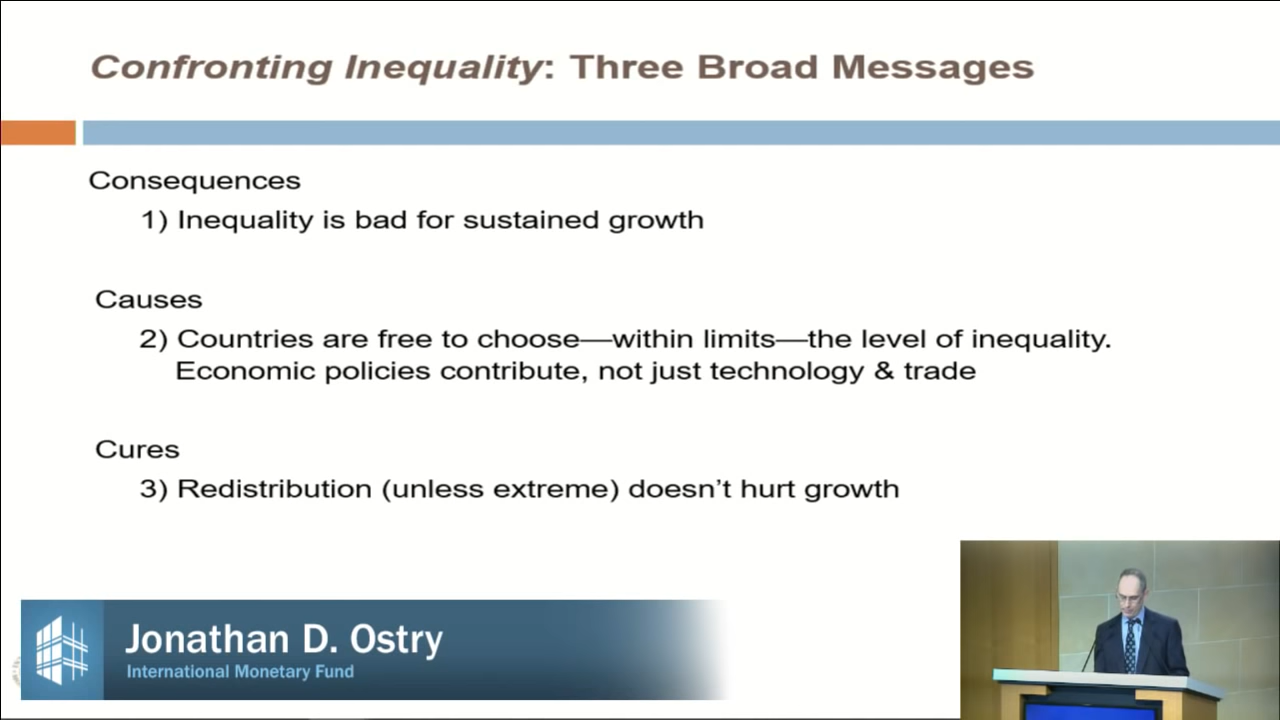 Confronting Inequality: Three Broad Messages
Consequences
1) Inequality is bad for sustained growth
Causes
2) Countries are free to choose—within limits—the level of inequality.
Economic policies contribute, not just technology & trade
Cures
3) Redistribution (unless extreme) doesn’t hurt growth
Jonathan D. Ostry
International Monetary Fund